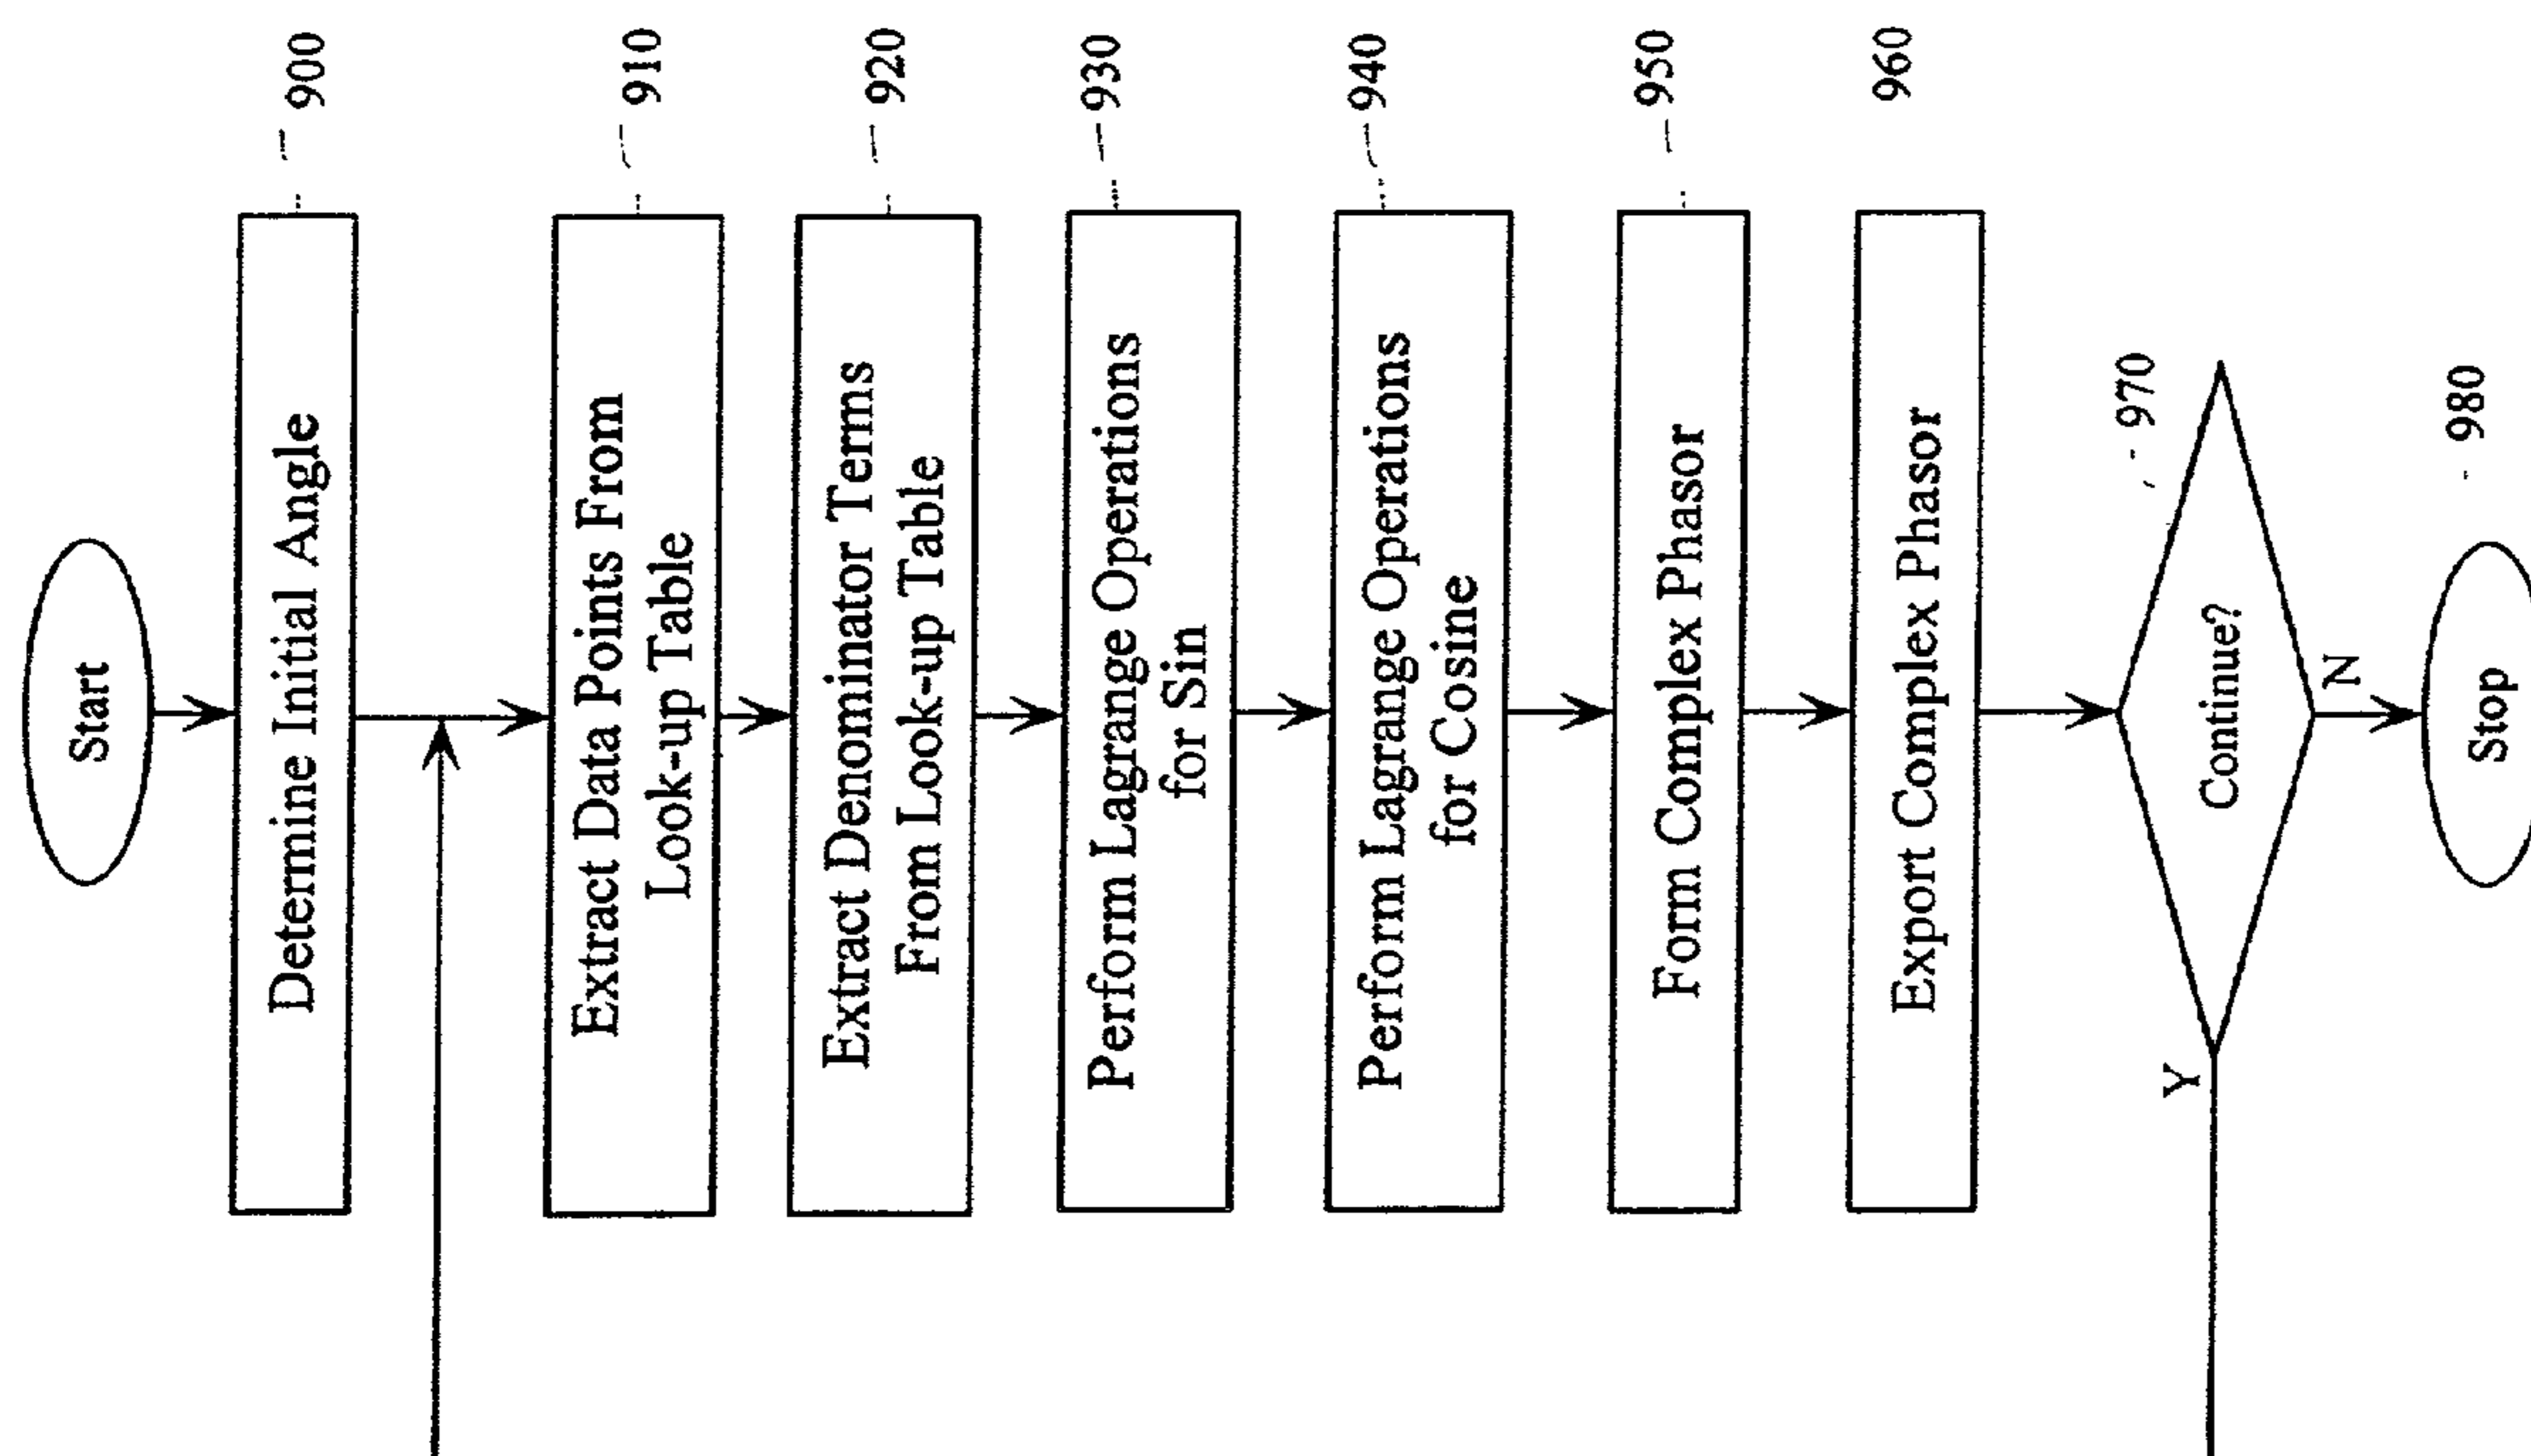 Start
Determine Initial Angle
900
Extract Data Points From
Look-up Table
910
Extract Denominator Terms
From Look-up Table
920
Perform Lagrange Operations
for Sin
930
Perform Lagrange Operations
for Cosine
940
Form Complex Phasor
950
Export Complex Phasor
960
Continue?
970
Y
N
Stop
980